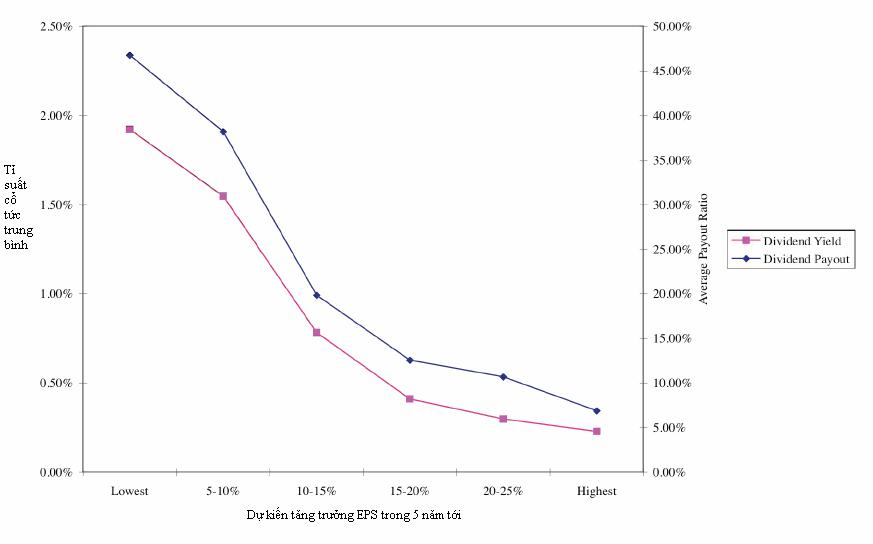 2.50%
2.00%
1.50%
1.00%
0.50%
0.00%
Tỉ
suất
cổ
tức
trung
bình
50.00%
45.00%
40.00%
35.00%
30.00%
25.00%
20.00%
15.00%
10.00%
5.00%
0.00%
Average Payout Ratio
Dividend Yield
Dividend Payout
Lowest 5-10% 10-15% 15-20% 20-25% Highest
Dự kiến tăng trưởng EPS trong 5 năm tới